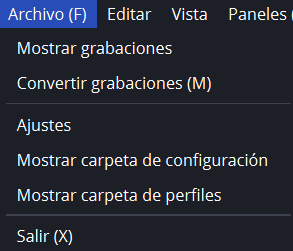 Archivo (F) Editar Vista Paneles (
Mostrar grabaciones
Convertir grabaciones (M)
Ajustes
Mostrar carpeta de configuración
Mostrar carpeta de perfiles
Salir (X)